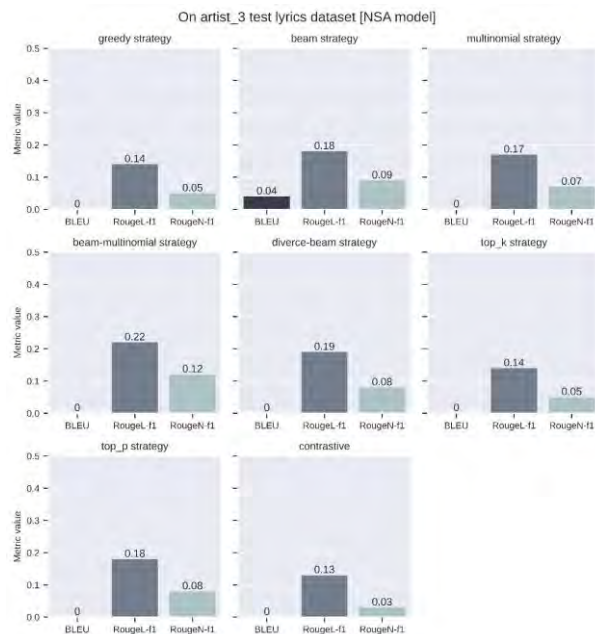 On artist_3 test lyrics dataset [NSA model]
greedy strategy
beam strategy
multinomial strategy
0.5
0.4
0.3
0.2
0.1
0.0
Metric value
0
0.14
0.05
0.04
0.18
0.09
0
0.17
0.07
BLEU RougeL-f1 RougeN-f1
BLEU RougeL-f1 RougeN-f1
BLEU RougeL-f1 RougeN-f1
beam-multinomial strategy
diverce-beam strategy
top_k strategy
0.5
0.4
0.3
0.2
0.1
0.0
Metric value
0
0.22
0.12
0
0.19
0.08
0
0.14
0.05
BLEU RougeL-f1 RougeN-f1
BLEU RougeL-f1 RougeN-f1
BLEU RougeL-f1 RougeN-f1
top_p strategy
contrastive
0.5
0.4
0.3
0.2
0.1
0.0
Metric value
0
0.18
0.08
0
0.13
0.03
BLEU RougeL-f1 RougeN-f1
BLEU RougeL-f1 RougeN-f1